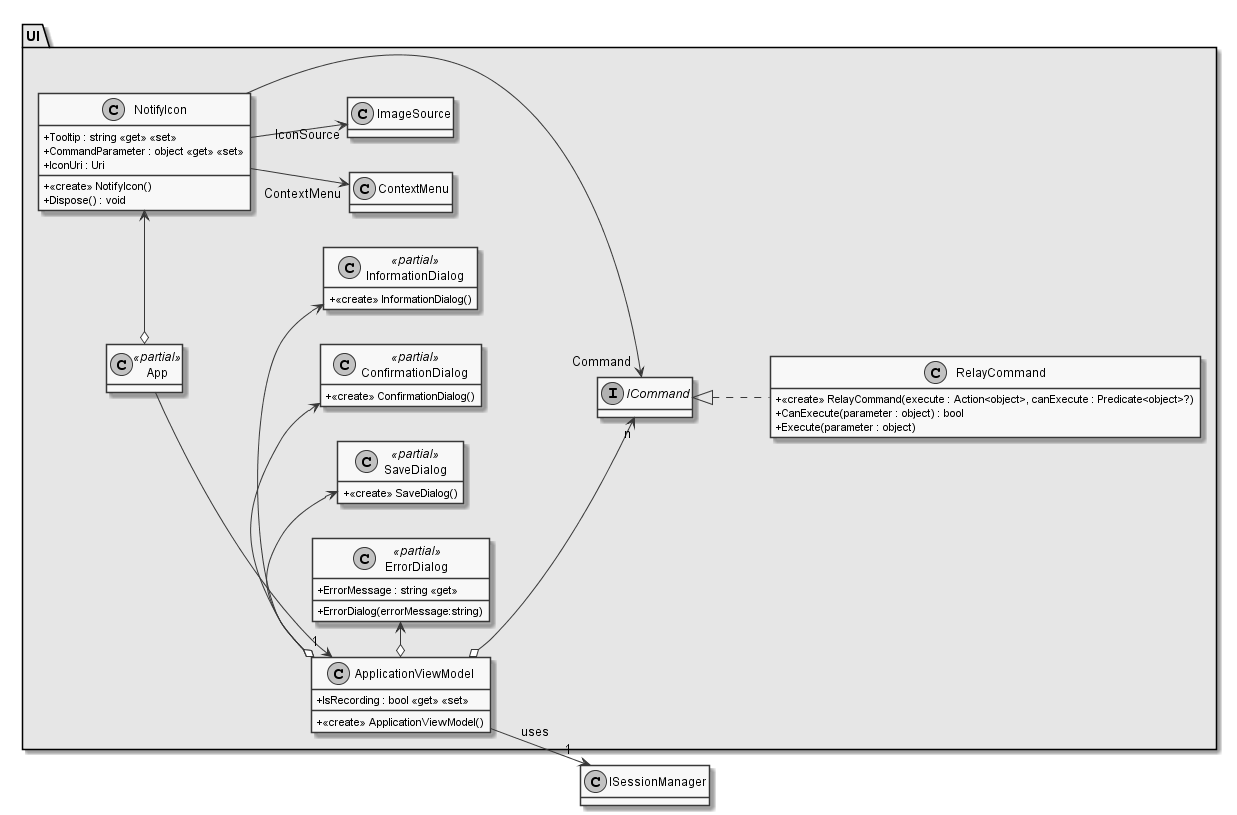 UI
C NotifyIcon
+Tooltip : string «get» «set»
+CommandParameter : object «get» «set»
+IconUri : Uri
+«create» NotifyIcon()
+Dispose() : void
C ImageSource
IconSource
C ContextMenu
ContextMenu
C «partial»
InformationDialog
+«create» InformationDialog()
C «partial»
App
C «partial»
ConfirmationDialog
+«create» ConfirmationDialog()
Command
I ICommand
n
C RelayCommand
+«create» RelayCommand(execute : Action<object>, canExecute : Predicate<object>?)
+CanExecute(parameter : object) : bool
+Execute(parameter : object)
C «partial»
SaveDialog
+«create» SaveDialog()
C «partial»
ErrorDialog
+ErrorMessage : string «get»
+ErrorDialog(errorMessage:string)
1
C ApplicationViewModel
+IsRecording : bool «get» «set»
+«create» ApplicationViewModel()
uses
1
C ISessionManager